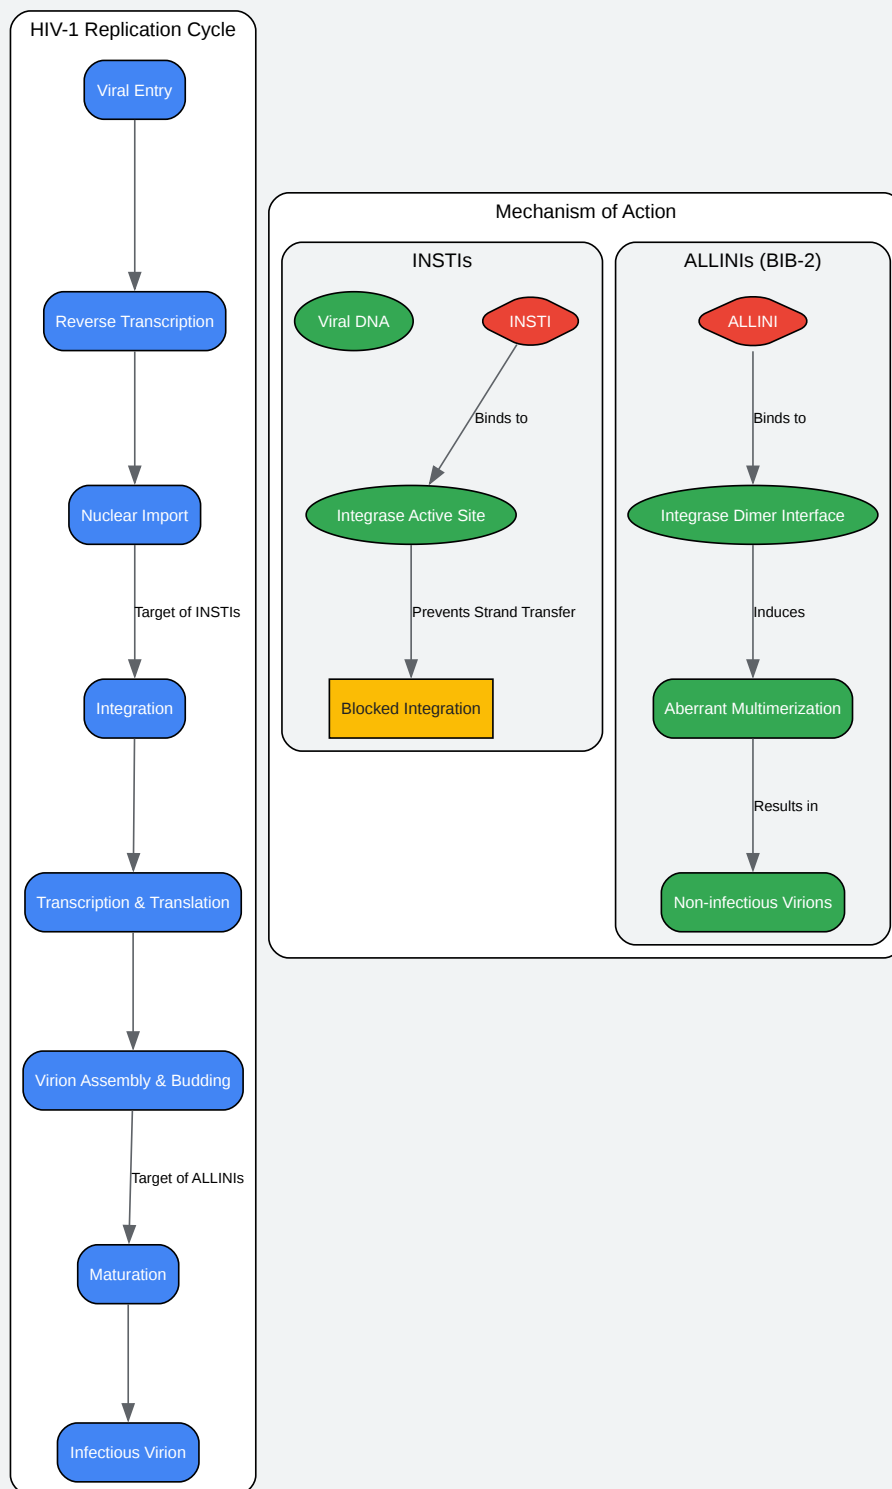 HIV-1 Replication Cycle
Viral Entry
Reverse Transcription
Nuclear Import
Target of INSTIs
Integration
Transcription & Translation
Virion Assembly & Budding
Target of ALLINIs
Maturation
Infectious Virion
Mechanism of Action
INSTIs
Viral DNA
INSTI
Binds to
Integrase Active Site
Prevents Strand Transfer
Blocked Integration
ALLINIs (BIB-2)
ALLINI
Binds to
Integrase Dimer Interface
Induces
Aberrant Multimerization
Results in
Non-infectious Virions